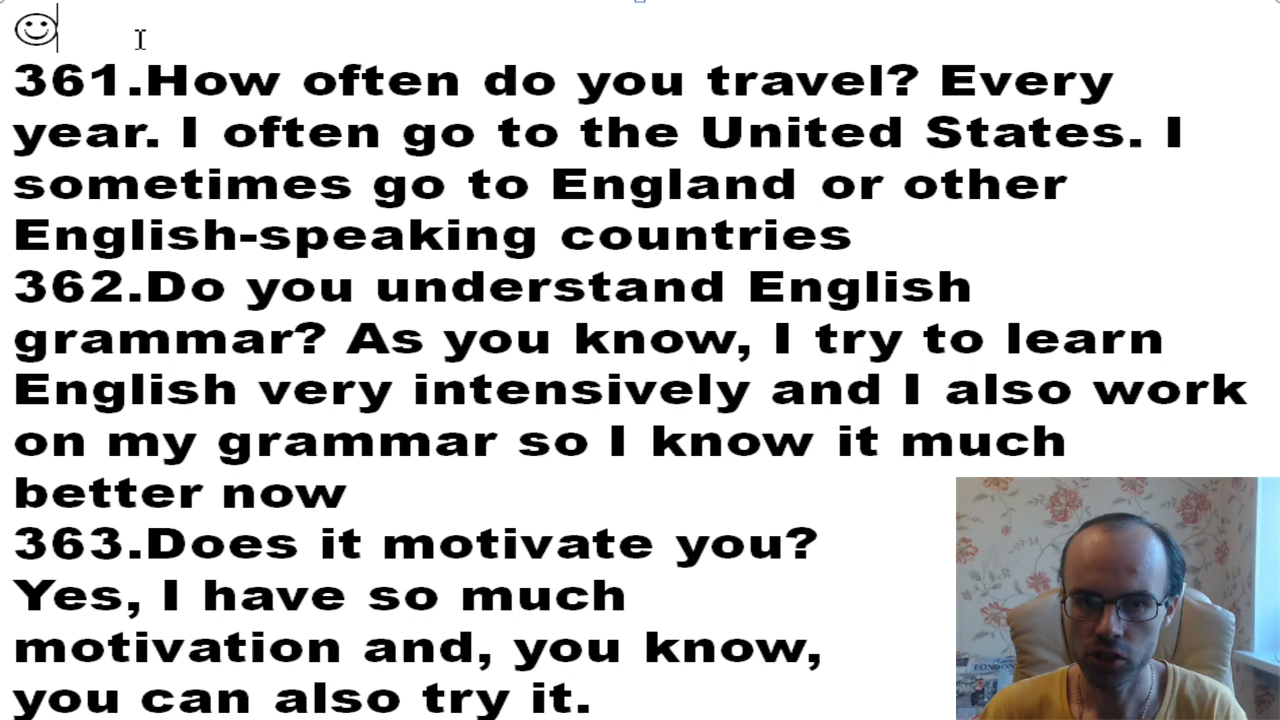 361.How often do you travel? Every
year. I often go to the United States. I
sometimes go to England or other
English-speaking countries
362.Do you understand English
grammar? As you know, I try to learn
English very intensively and I also work
on my grammar so I know it much
better now
363.Does it motivate you?
Yes, I have so much
motivation and, you know,
you can also try it.
LONDON